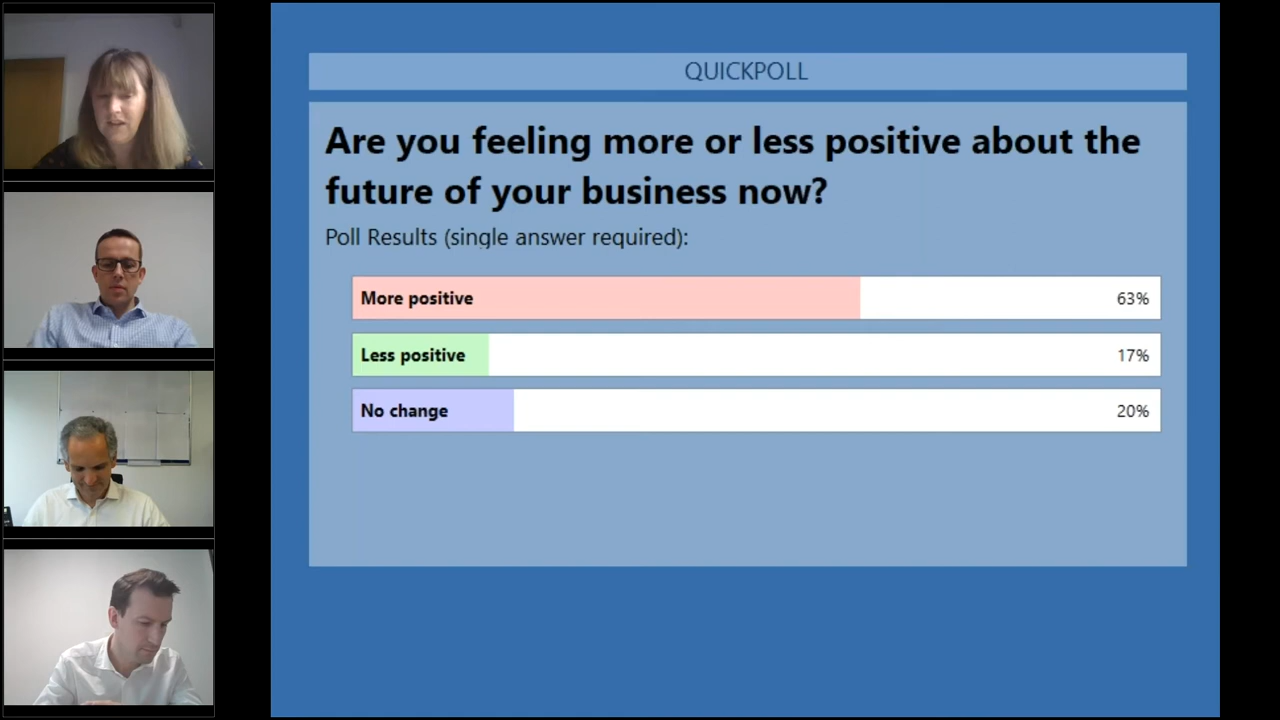 QUICKPOLL
Are you feeling more or less positive about the
future of your business now?
Poll Results (single answer required):
More positive 63%
Less positive 17%
No change 20%